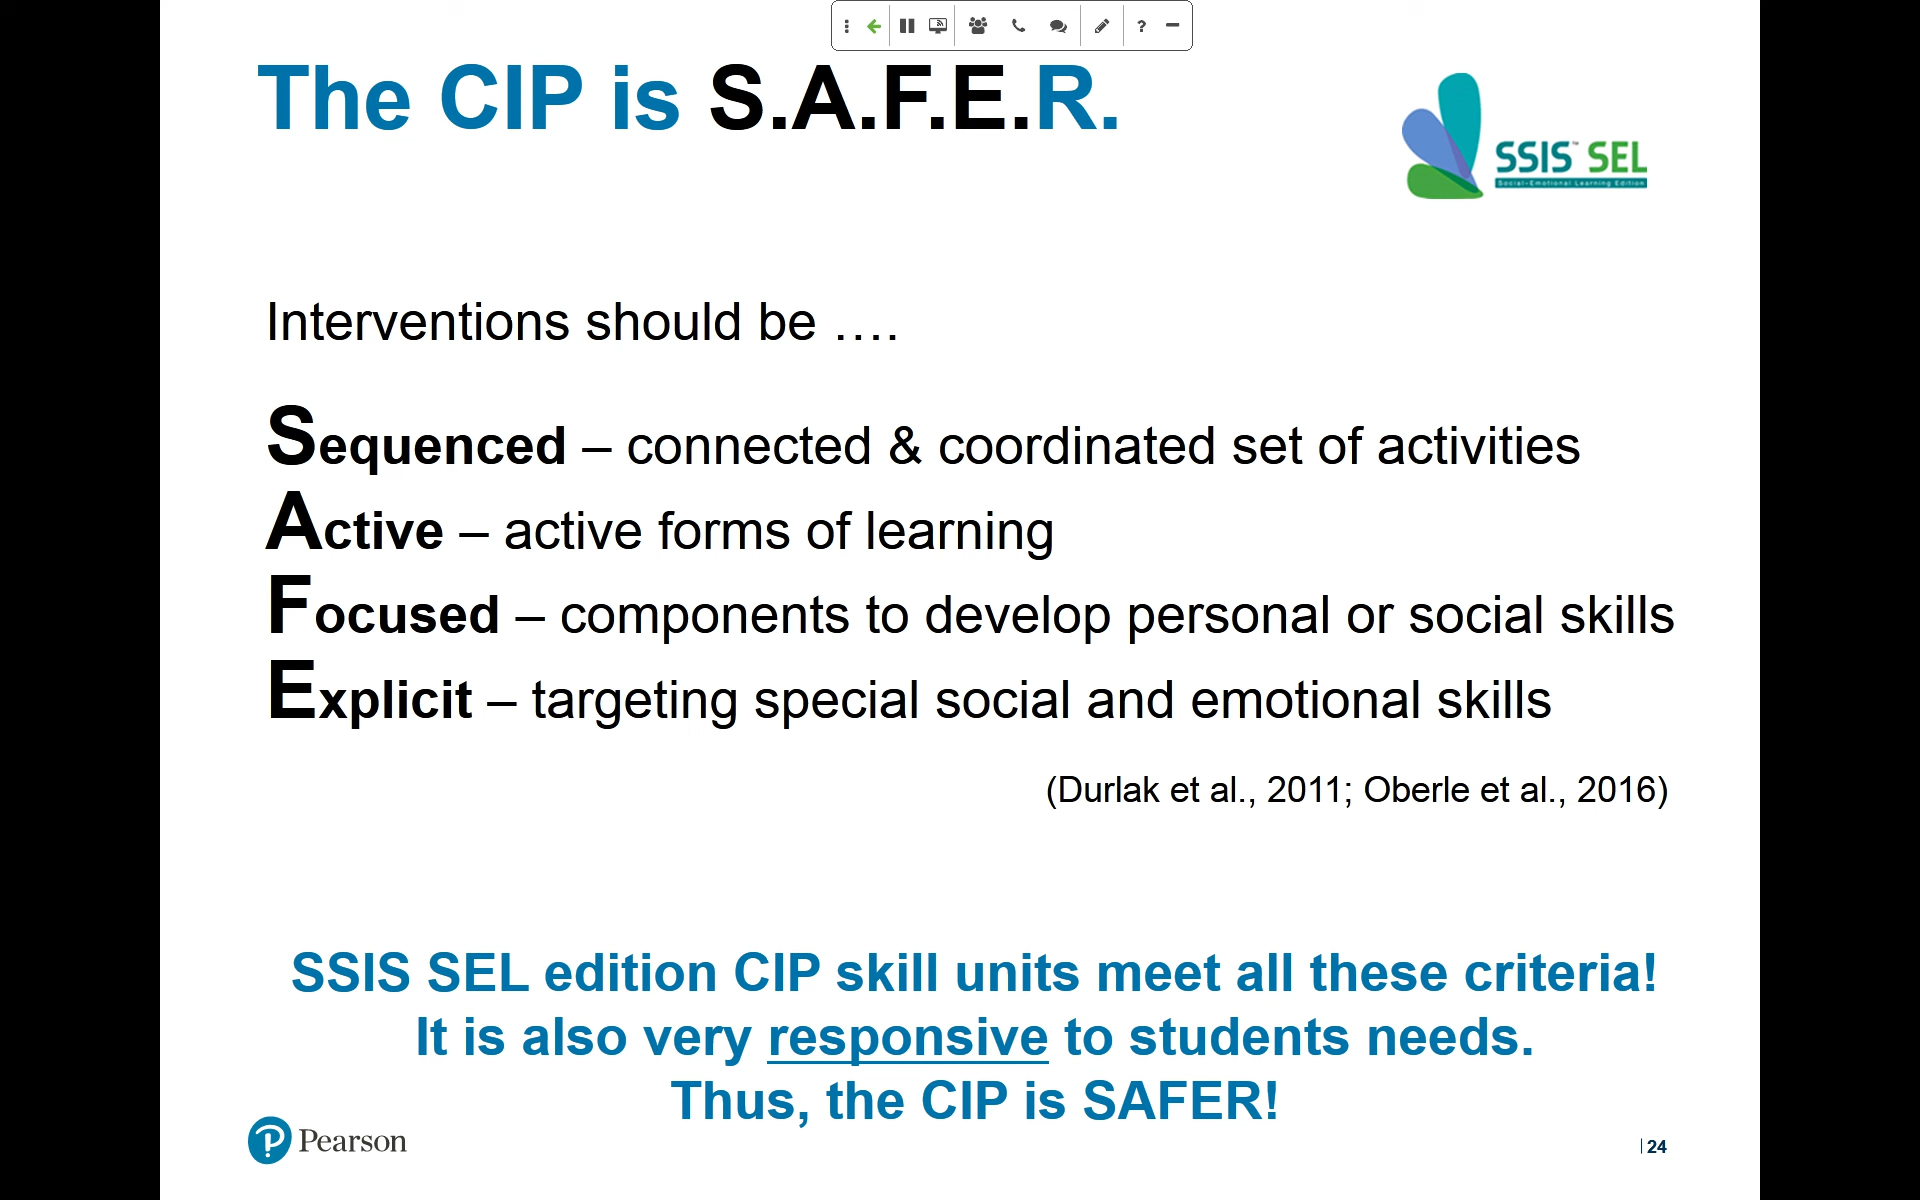 The CIP is S.A.F.E.R.
SSIS™ SEL
Social-Emotional Learning Edition
Interventions should be ….
Sequenced – connected & coordinated set of activities
Active – active forms of learning
Focused – components to develop personal or social skills
Explicit – targeting special social and emotional skills
(Durlak et al., 2011; Oberle et al., 2016)
SSIS SEL edition CIP skill units meet all these criteria!
It is also very responsive to students needs.
Thus, the CIP is SAFER!
Pearson
| 24